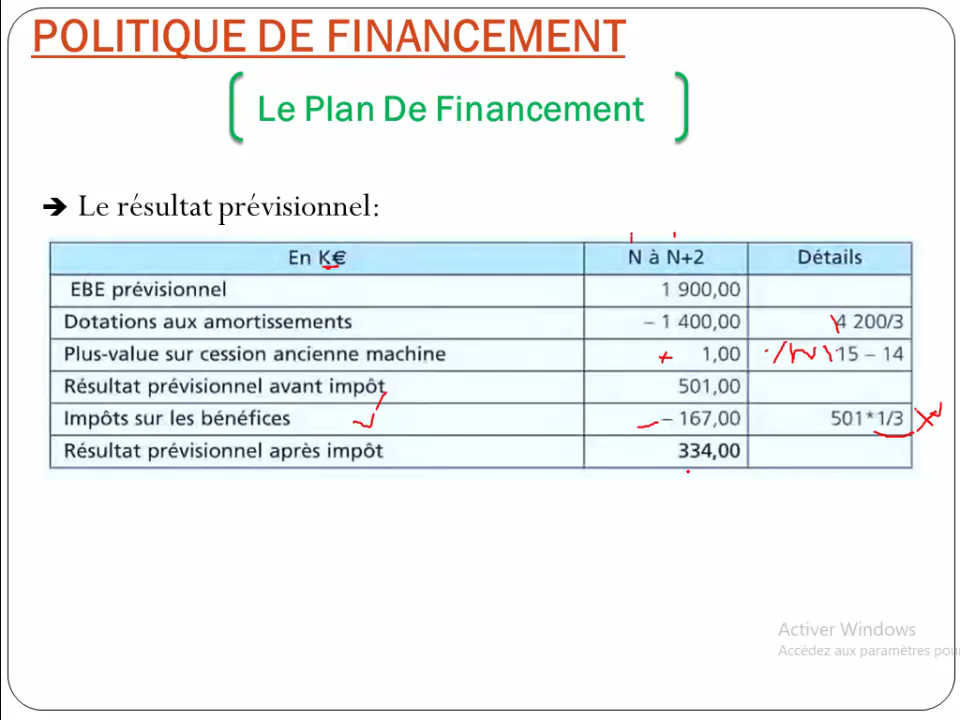 POLITIQUE DE FINANCEMENT
Le Plan De Financement
➔ Le résultat prévisionnel:
En K€ N à N+2 Détails
EBE prévisionnel 1 900,00
Dotations aux amortissements – 1 400,00 4 200/3
Plus-value sur cession ancienne machine + 1,00 15 – 14
Résultat prévisionnel avant impôt 501,00
Impôts sur les bénéfices – 167,00 501*1/3
Résultat prévisionnel après impôt 334,00
Activer Windows
Accédez aux paramètres pour